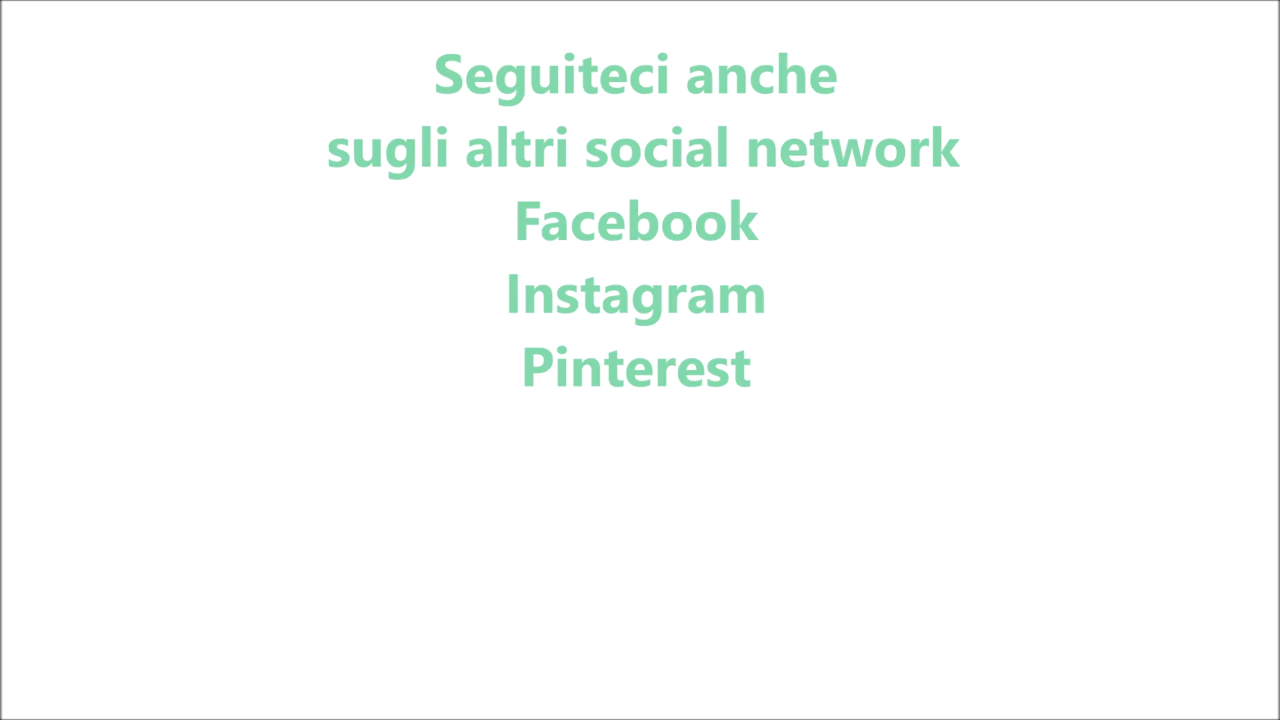 Seguiteci anche
sugli altri social network
Facebook
Instagram
Pinterest